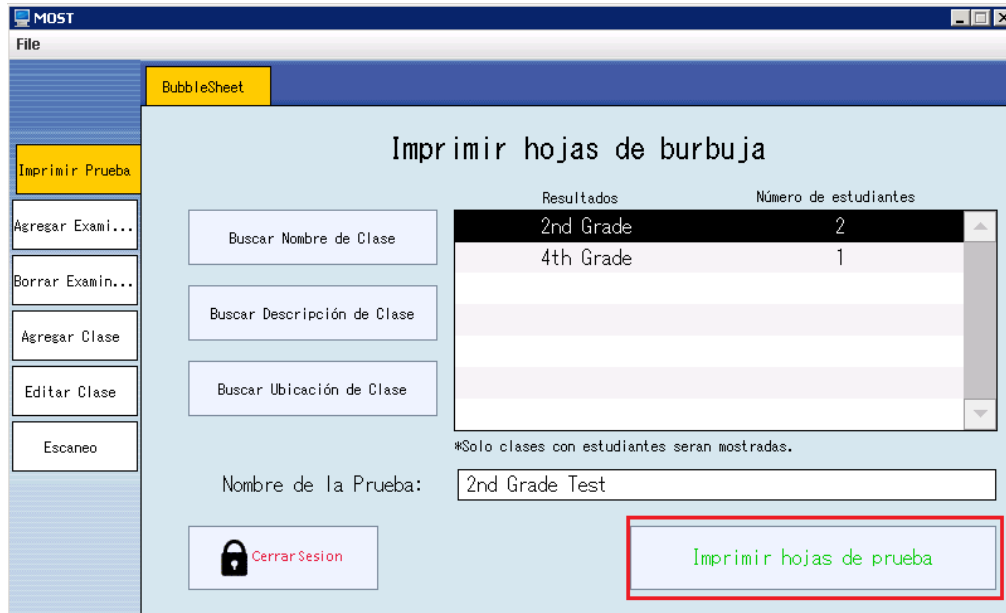 MOST
File
BubbleSheet
Imprimir hojas de burbuja
Imprimir Prueba
Agregar Exami...
Borrar Examin...
Agregar Clase
Editar Clase
Escaneo
Buscar Nombre de Clase
Buscar Descripción de Clase
Buscar Ubicación de Clase
Resultados Número de estudiantes
2nd Grade 2
4th Grade 1
*Solo clases con estudiantes seran mostradas.
Nombre de la Prueba: 2nd Grade Test
Cerrar Sesion
Imprimir hojas de prueba